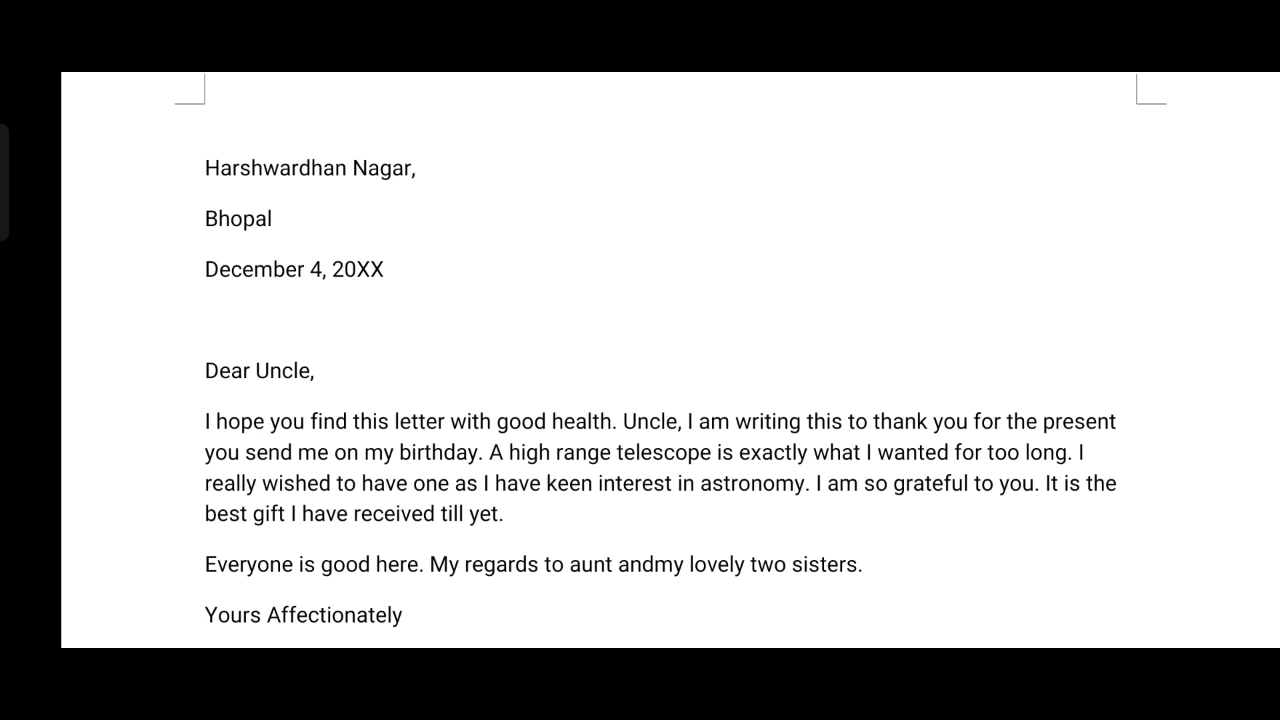 Harshwardhan Nagar,
Bhopal
December 4, 20XX
Dear Uncle,
I hope you find this letter with good health. Uncle, I am writing this to thank you for the present
you send me on my birthday. A high range telescope is exactly what I wanted for too long. I
really wished to have one as I have keen interest in astronomy. I am so grateful to you. It is the
best gift I have received till yet.
Everyone is good here. My regards to aunt andmy lovely two sisters.
Yours Affectionately